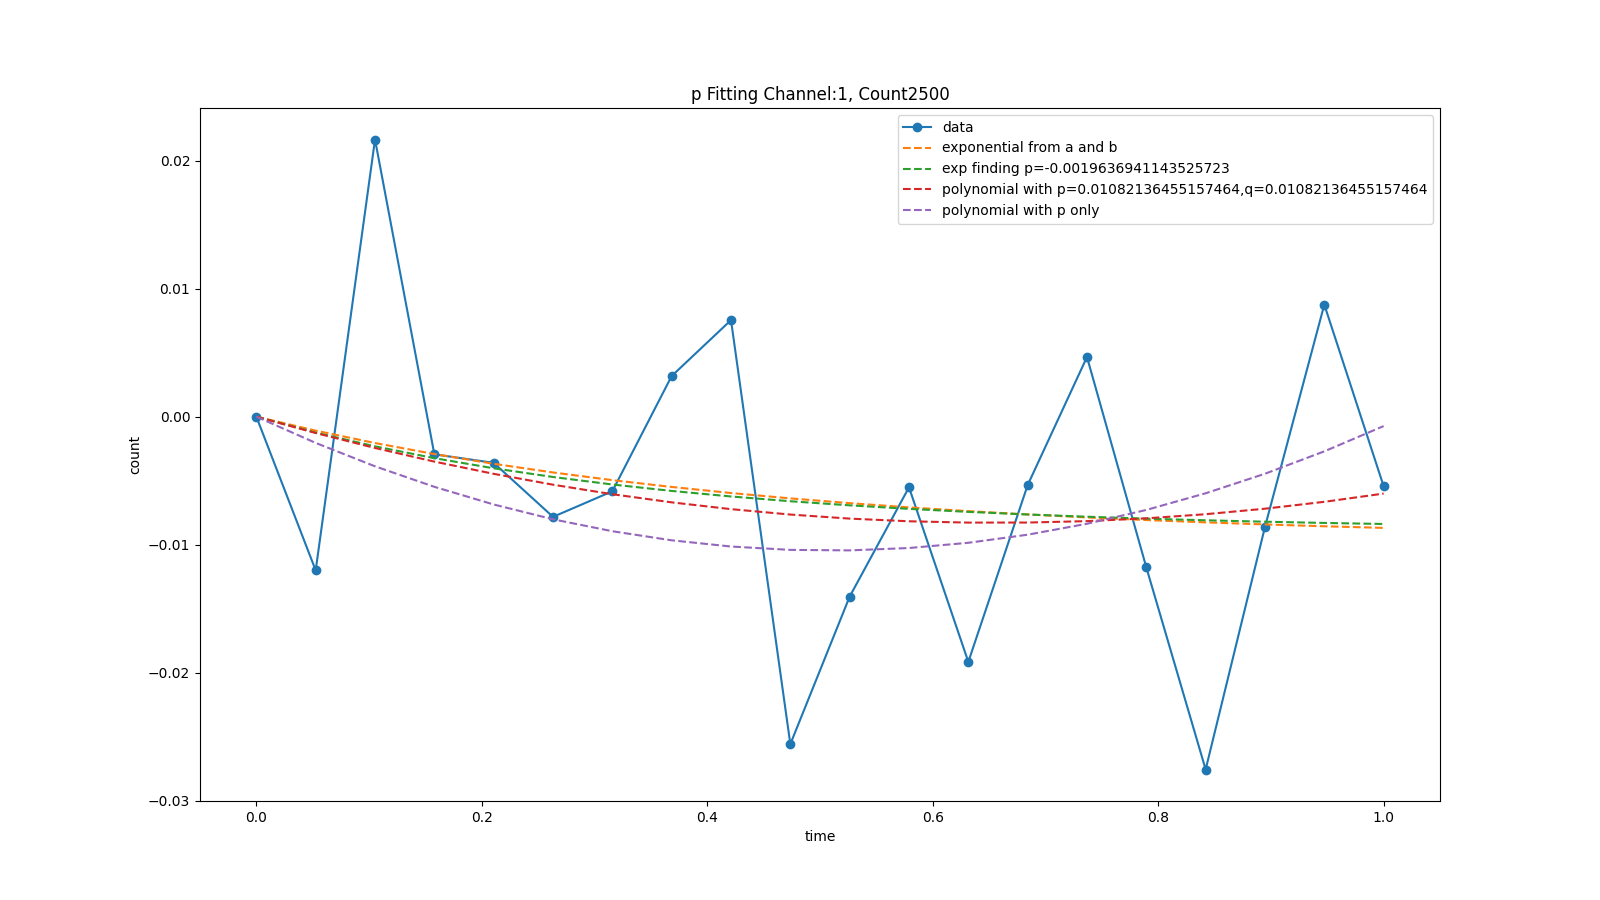 p Fitting Channel:1, Count2500
data
exponential from a and b
exp finding p=-0.0019636941143525723
polynomial with p=0.01082136455157464,q=0.01082136455157464
polynomial with p only
0.02
0.01
0.00
−0.01
−0.02
−0.03
count
0.0 0.2 0.4 0.6 0.8 1.0
time